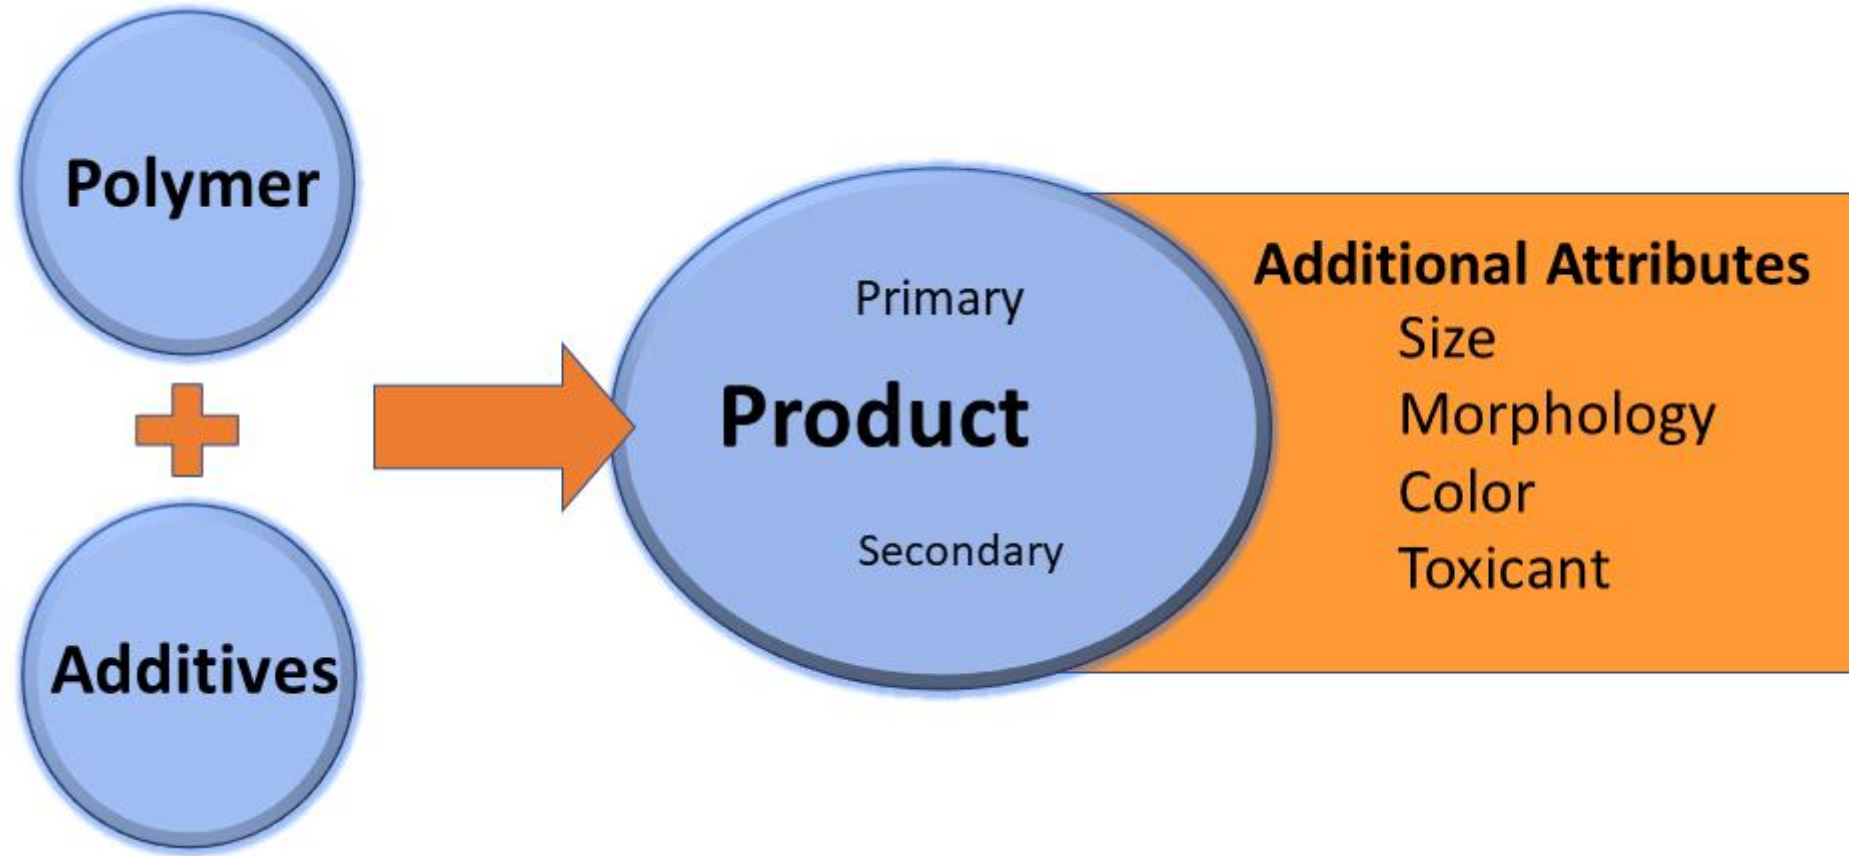 Polymer
Additives
Primary
Product
Secondary
Additional Attributes
Size
Morphology
Color
Toxicant